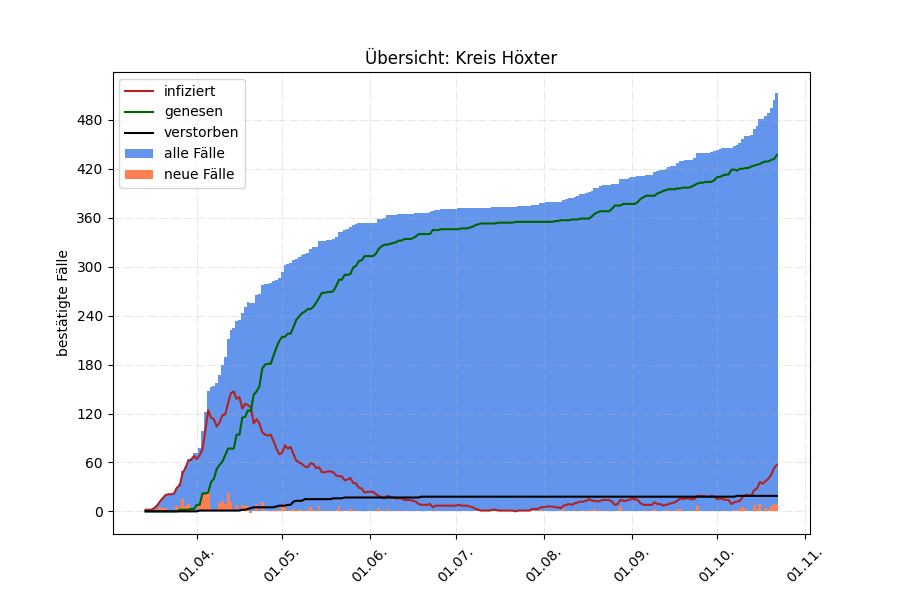 Übersicht: Kreis Höxter
infiziert
genesen
verstorben
alle Fälle
neue Fälle
bestätigte Fälle
480
420
360
300
240
180
120
60
0
01.04.
01.05.
01.06.
01.07.
01.08.
01.09.
01.10.
01.11.